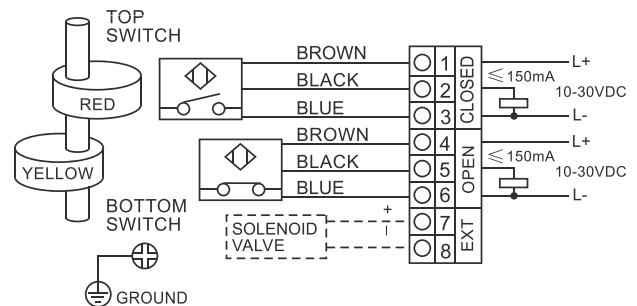 TOP
SWITCH
RED
YELLOW
BOTTOM
SWITCH
GROUND
BROWN
BLACK
BLUE
BROWN
BLACK
BLUE
SOLENOID
VALVE
+
−
1
2
3
4
5
6
7
8
CLOSED
OPEN
EXT
L+
≤ 150mA
10-30VDC
L-
L+
≤ 150mA
10-30VDC
L-